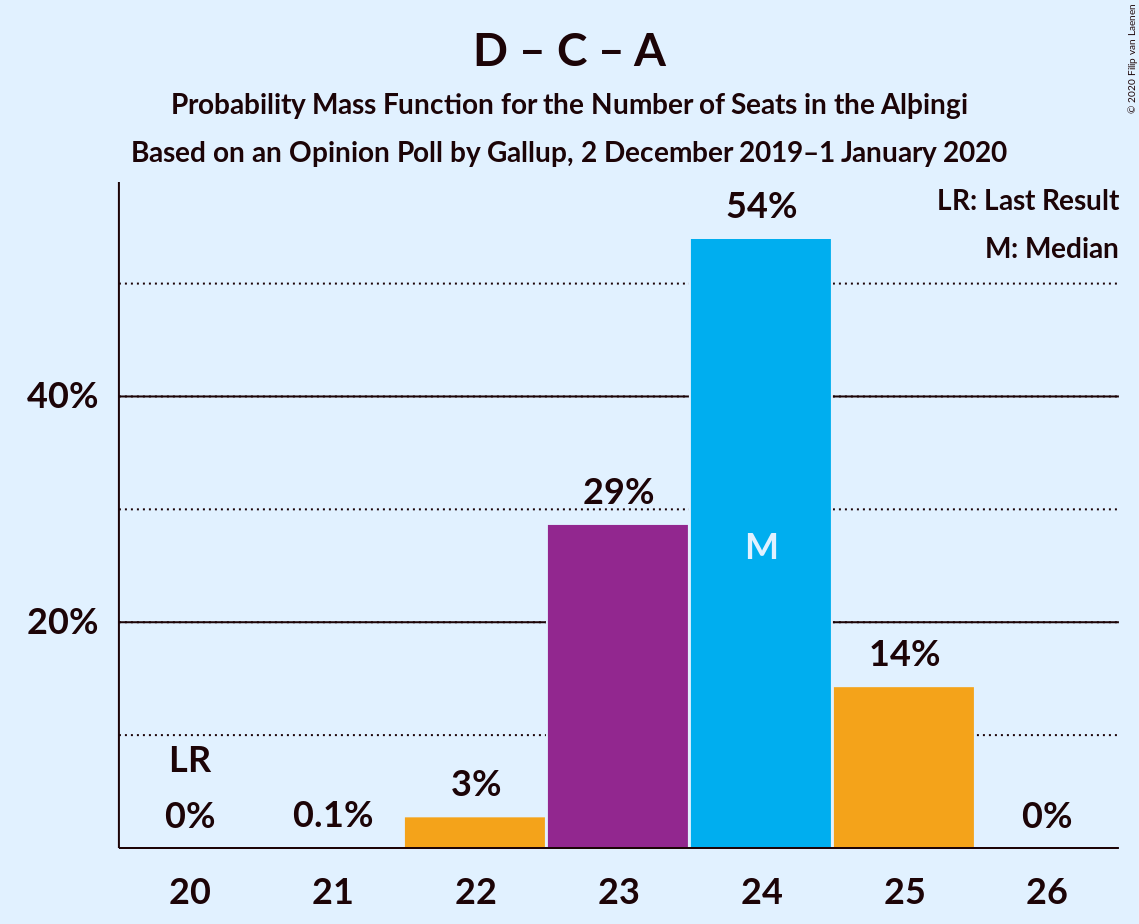 D – C – A
Probability Mass Function for the Number of Seats in the Alþingi
Based on an Opinion Poll by Gallup, 2 December 2019–1 January 2020
© 2020 Filip van Laenen
LR: Last Result
M: Median
54%
40%
29%
M
20%
14%
LR
3%
0%
0.1%
0%
20 21 22 23 24 25 26